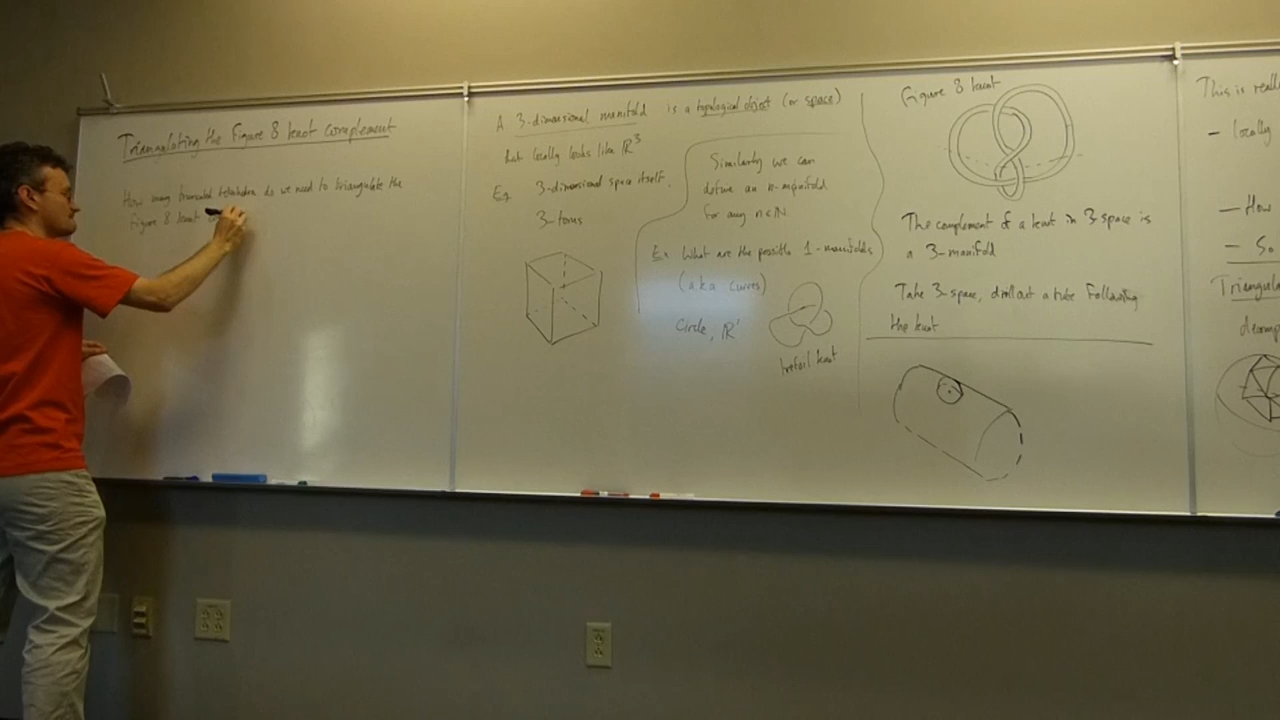 Triangulating the Figure 8 knot complement
How many truncated tetrahedra do we need to triangulate the
Figure 8 knot
A 3-dimensional manifold is a topological object (or space)
that locally looks like ℝ³
Eg 3-dimensional space itself,
3-torus
Similarly we can
define an n-manifold
for any n∈ℕ
Ex What are the possible 1-manifolds
(a.k.a curves)
Circle, ℝ¹
trefoil knot
Figure 8 knot
The complement of a knot in 3-space is
a 3-manifold
Take 3-space, drill out a tube following
the knot
This is really
- locally
- How
- So
Triangula
decomp